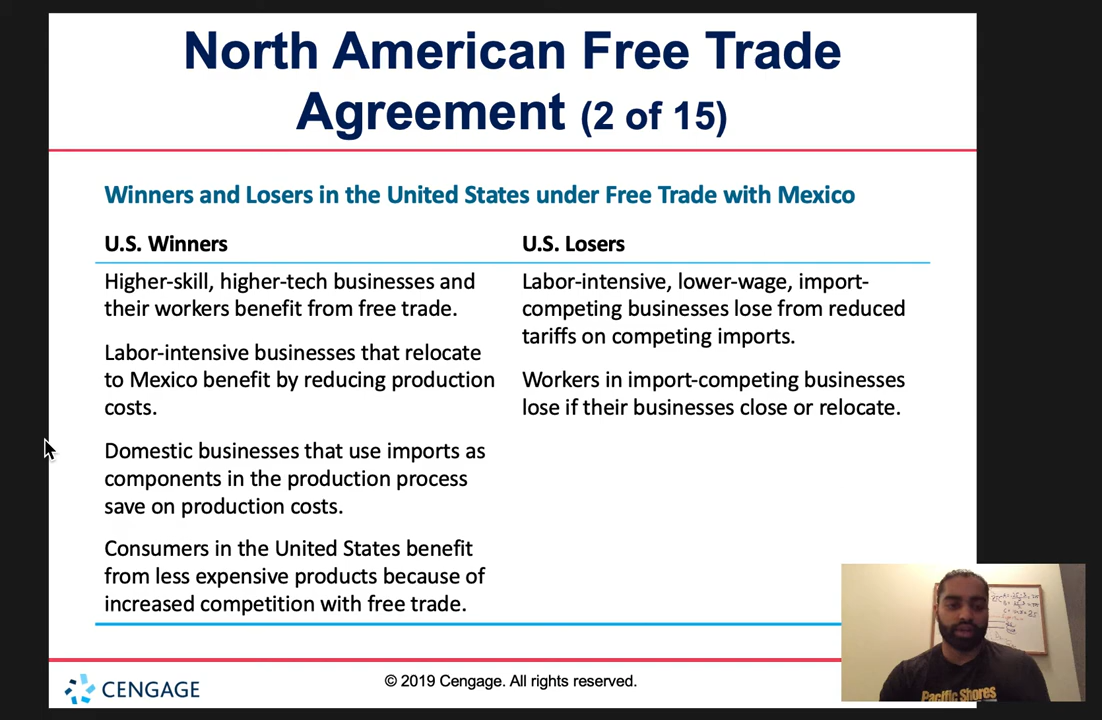 North American Free Trade
Agreement (2 of 15)
Winners and Losers in the United States under Free Trade with Mexico
U.S. Winners
U.S. Losers
Higher-skill, higher-tech businesses and
their workers benefit from free trade.
Labor-intensive, lower-wage, import-
competing businesses lose from reduced
tariffs on competing imports.
Labor-intensive businesses that relocate
to Mexico benefit by reducing production
costs.
Workers in import-competing businesses
lose if their businesses close or relocate.
Domestic businesses that use imports as
components in the production process
save on production costs.
Consumers in the United States benefit
from less expensive products because of
increased competition with free trade.
CENGAGE
© 2019 Cengage. All rights reserved.
Pacific Shores